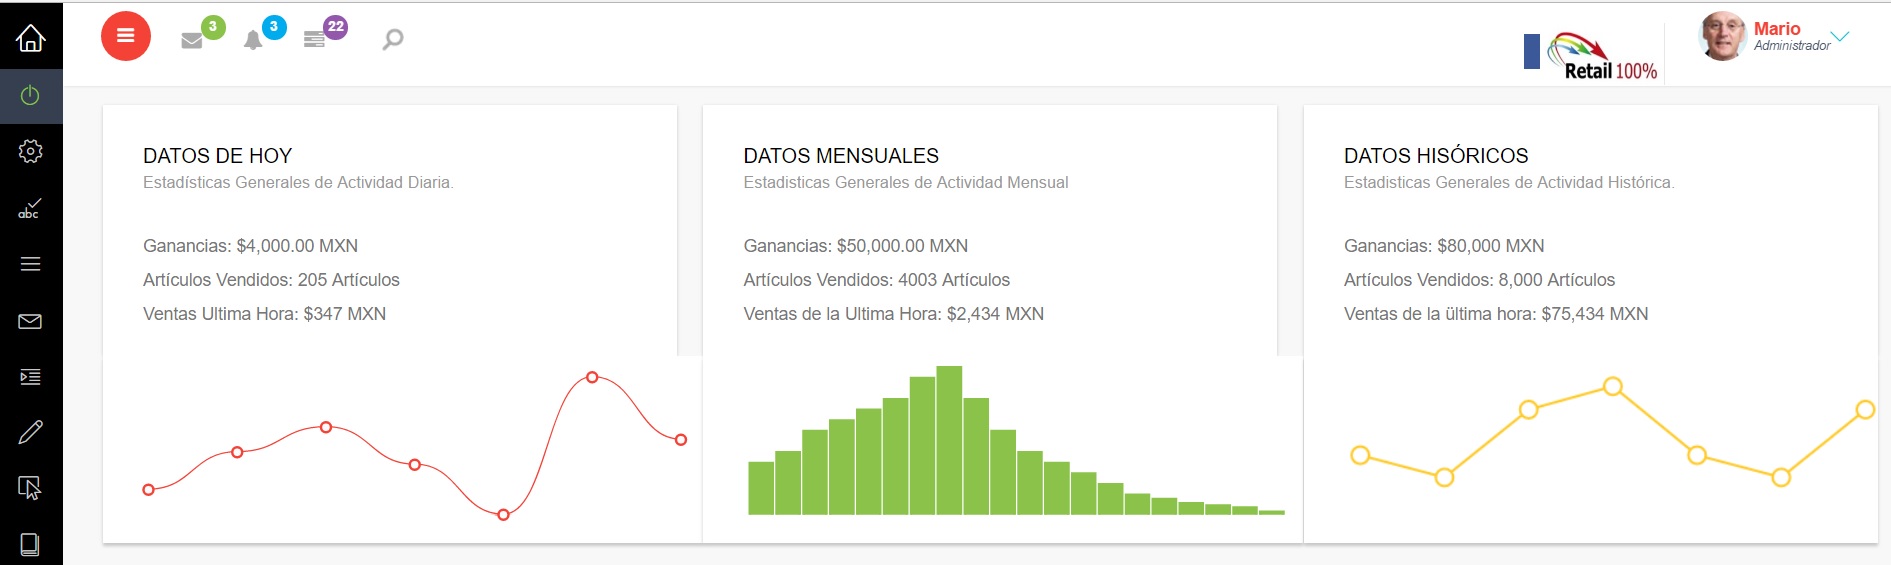 3
3
22
Retail 100%
Mario
Administrador
abc
DATOS DE HOY
Estadísticas Generales de Actividad Diaria.
Ganancias: $4,000.00 MXN
Artículos Vendidos: 205 Artículos
Ventas Ultima Hora: $347 MXN
DATOS MENSUALES
Estadisticas Generales de Actividad Mensual
Ganancias: $50,000.00 MXN
Artículos Vendidos: 4003 Artículos
Ventas de la Ultima Hora: $2,434 MXN
DATOS HISÓRICOS
Estadisticas Generales de Actividad Histórica.
Ganancias: $80,000 MXN
Artículos Vendidos: 8,000 Artículos
Ventas de la ültima hora: $75,434 MXN